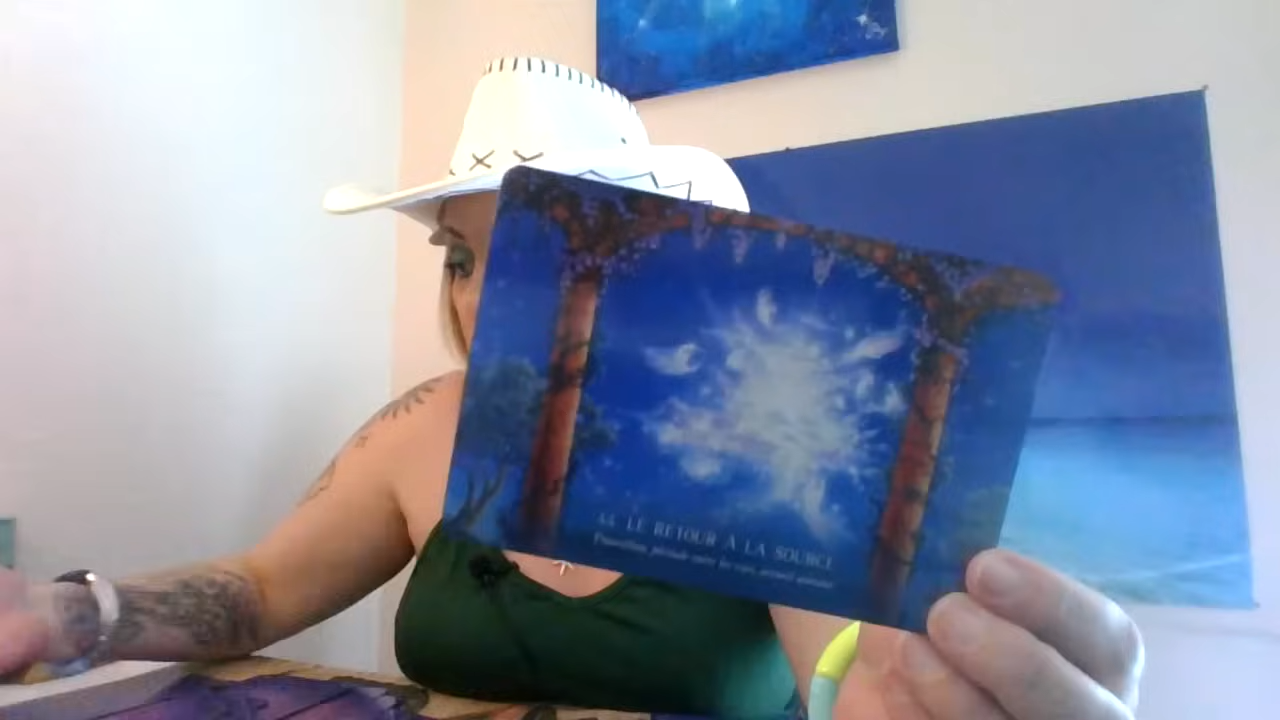 44 LE RETOUR À LA SOURCE
Transition, période entre les vies,